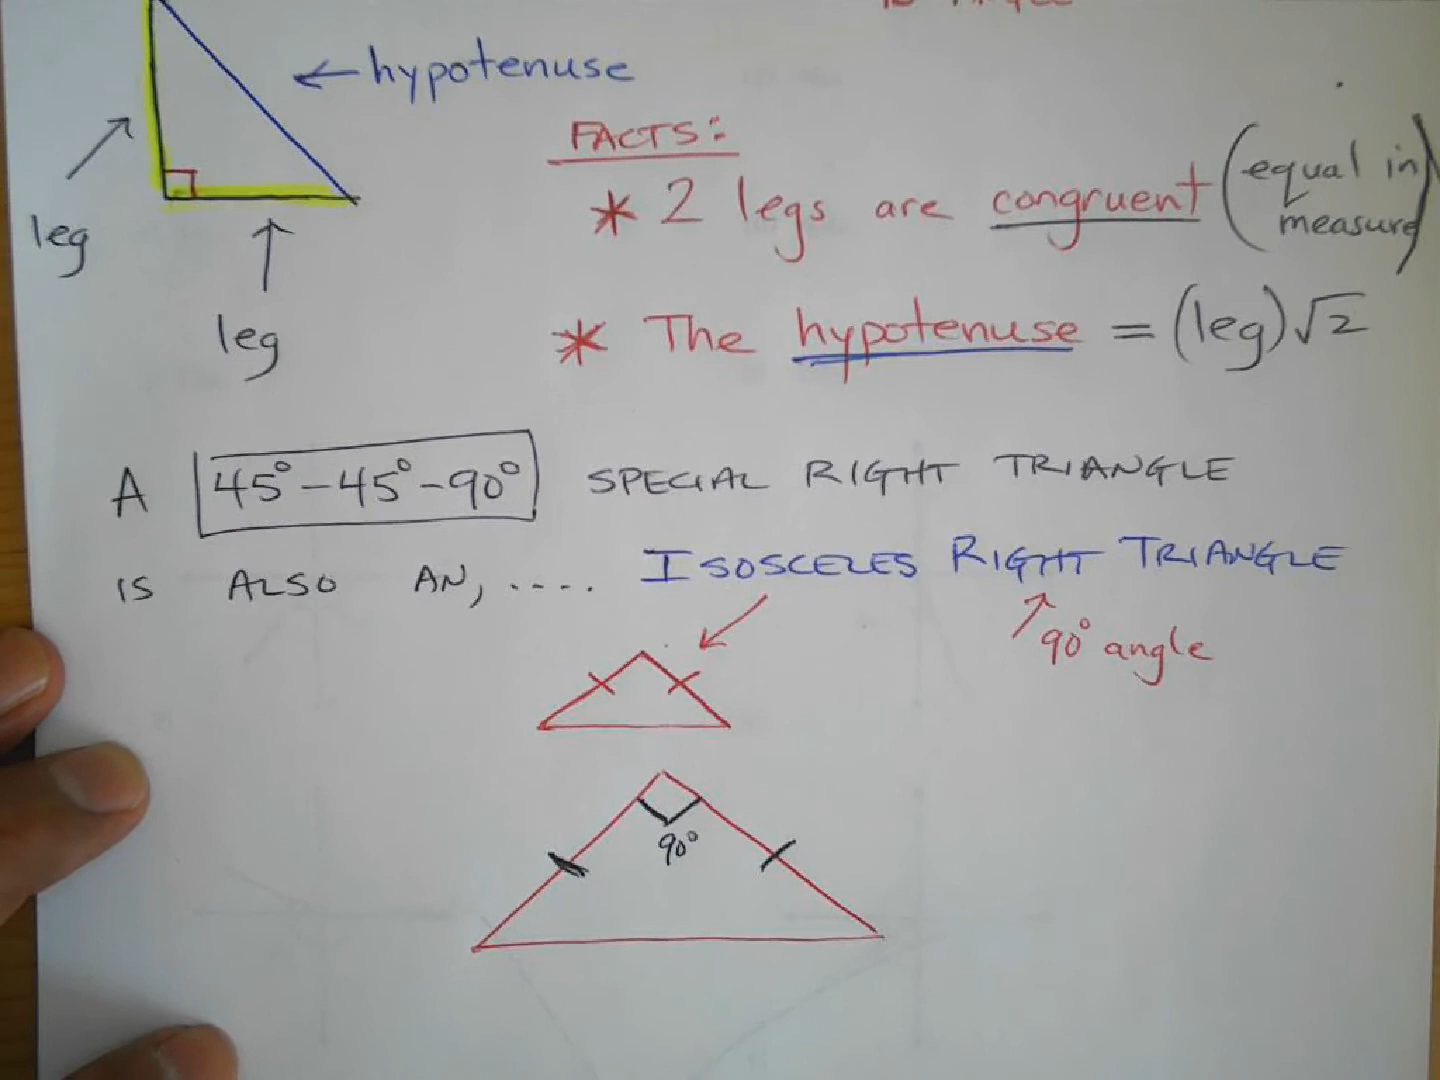 ← hypotenuse
FACTS:
* 2 legs are congruent (equal in measure)
leg
leg
* The hypotenuse = (leg)√2
A 45°-45°-90° SPECIAL RIGHT TRIANGLE
IS ALSO AN, ..... ISOSCELES RIGHT TRIANGLE
90° angle
90°